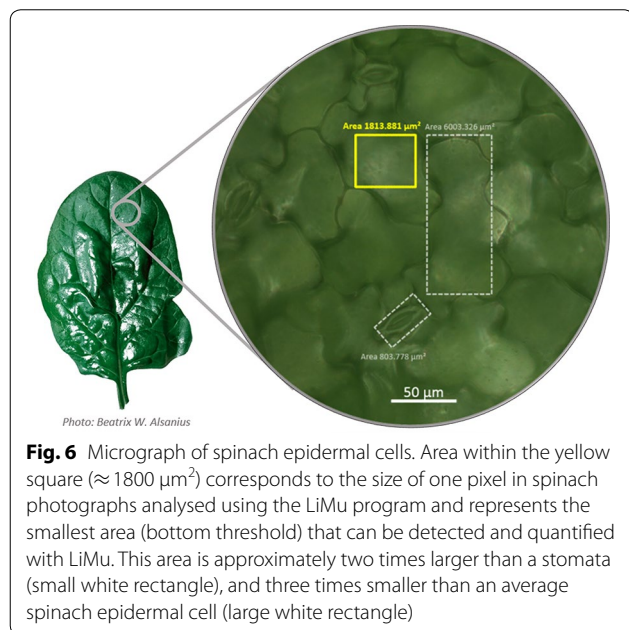 Area 1813.881 µm² Area 6003.326 µm²
Area 803.778 µm²
50 µm
Photo: Beatrix W. Alsanius
Fig. 6 Micrograph of spinach epidermal cells. Area within the yellow
square (≈ 1800 µm²) corresponds to the size of one pixel in spinach
photographs analysed using the LiMu program and represents the
smallest area (bottom threshold) that can be detected and quantified
with LiMu. This area is approximately two times larger than a stomata
(small white rectangle), and three times smaller than an average
spinach epidermal cell (large white rectangle)